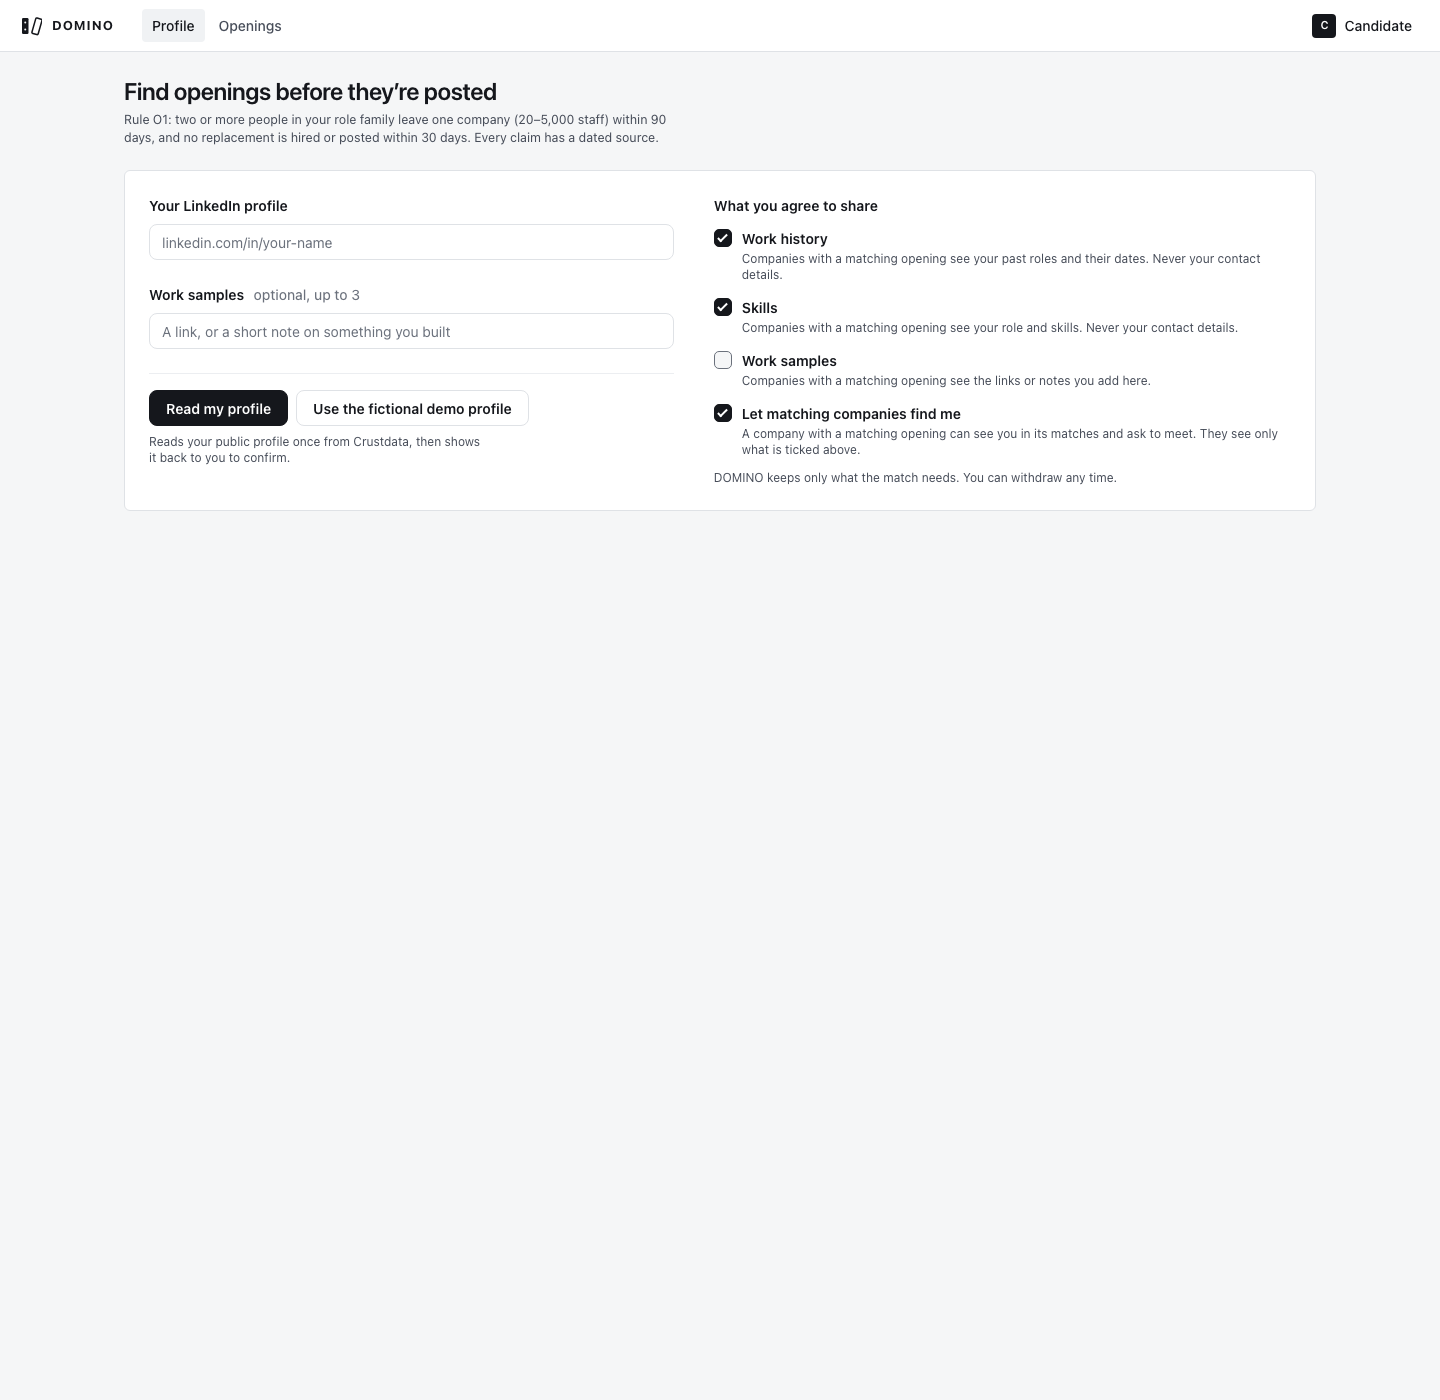 DOMINO
Profile
Openings
C
Candidate
Find openings before they’re posted
Rule O1: two or more people in your role family leave one company (20–5,000 staff) within 90
days, and no replacement is hired or posted within 30 days. Every claim has a dated source.
Your LinkedIn profile
linkedin.com/in/your-name
Work samples optional, up to 3
A link, or a short note on something you built
Read my profile
Use the fictional demo profile
Reads your public profile once from Crustdata, then shows
it back to you to confirm.
What you agree to share
Work history
Companies with a matching opening see your past roles and their dates. Never your contact
details.
Skills
Companies with a matching opening see your role and skills. Never your contact details.
Work samples
Companies with a matching opening see the links or notes you add here.
Let matching companies find me
A company with a matching opening can see you in its matches and ask to meet. They see only
what is ticked above.
DOMINO keeps only what the match needs. You can withdraw any time.